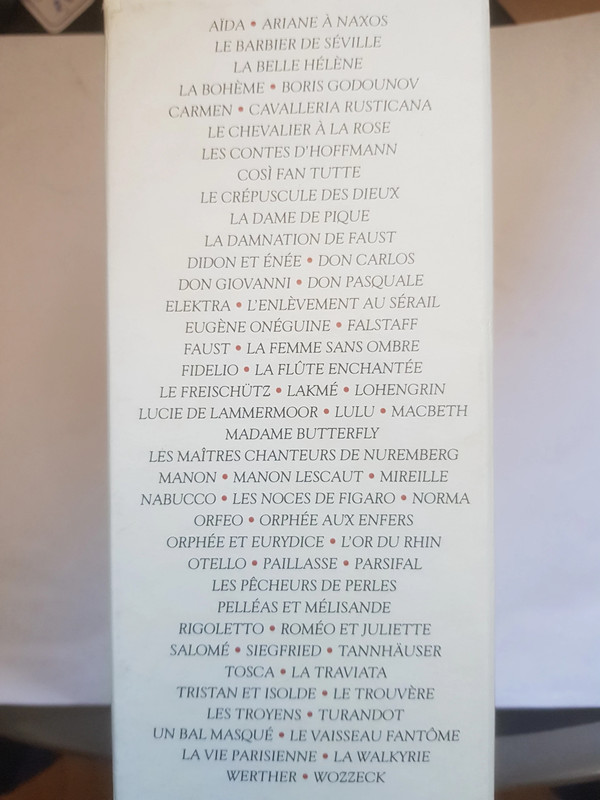 AÏDA • ARIANE À NAXOS
LE BARBIER DE SÉVILLE
LA BELLE HÉLÈNE
LA BOHÈME • BORIS GODOUNOV
CARMEN • CAVALLERIA RUSTICANA
LE CHEVALIER À LA ROSE
LES CONTES D'HOFFMANN
COSÌ FAN TUTTE
LE CRÉPUSCULE DES DIEUX
LA DAME DE PIQUE
LA DAMNATION DE FAUST
DIDON ET ÉNÉE • DON CARLOS
DON GIOVANNI • DON PASQUALE
ELEKTRA • L'ENLÈVEMENT AU SÉRAIL
EUGÈNE ONÉGUINE • FALSTAFF
FAUST • LA FEMME SANS OMBRE
FIDELIO • LA FLÛTE ENCHANTÉE
LE FREISCHÜTZ • LAKMÉ • LOHENGRIN
LUCIE DE LAMMERMOOR • LULU • MACBETH
MADAME BUTTERFLY
LES MAÎTRES CHANTEURS DE NUREMBERG
MANON • MANON LESCAUT • MIREILLE
NABUCCO • LES NOCES DE FIGARO • NORMA
ORFEO • ORPHÉE AUX ENFERS
ORPHÉE ET EURYDICE • L'OR DU RHIN
OTELLO • PAILLASSE • PARSIFAL
LES PÊCHEURS DE PERLES
PELLÉAS ET MÉLISANDE
RIGOLETTO • ROMÉO ET JULIETTE
SALOMÉ • SIEGFRIED • TANNHÄUSER
TOSCA • LA TRAVIATA
TRISTAN ET ISOLDE • LE TROUVÈRE
LES TROYENS • TURANDOT
UN BAL MASQUÉ • LE VAISSEAU FANTÔME
LA VIE PARISIENNE • LA WALKYRIE
WERTHER • WOZZECK